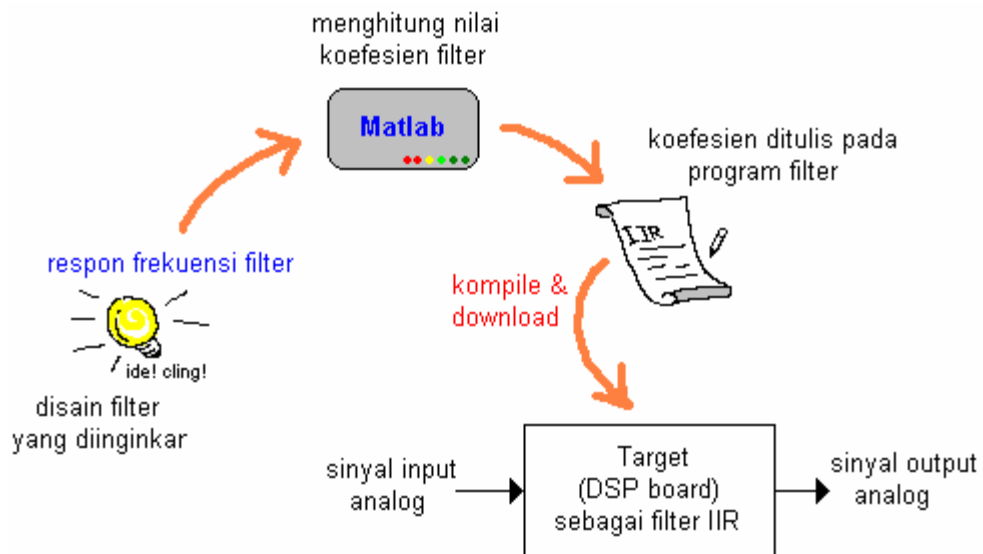 menghitung nilai
koefesien filter
Matlab
koefesien ditulis pada
program filter
IIR
respon frekuensi filter
ide! cling!
disain filter
yang diinginkar
kompile &
download
sinyal input
analog
Target
(DSP board)
sebagai filter IIR
sinyal output
analog